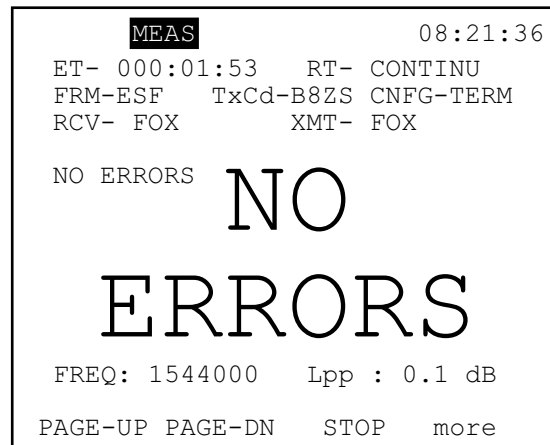 MEAS 08:21:36
ET- 000:01:53 RT- CONTINU
FRM-ESF TxCd-B8ZS CNFG-TERM
RCV- FOX XMT- FOX
NO ERRORS
NO
ERRORS
FREQ: 1544000 Lpp : 0.1 dB
PAGE-UP PAGE-DN STOP more